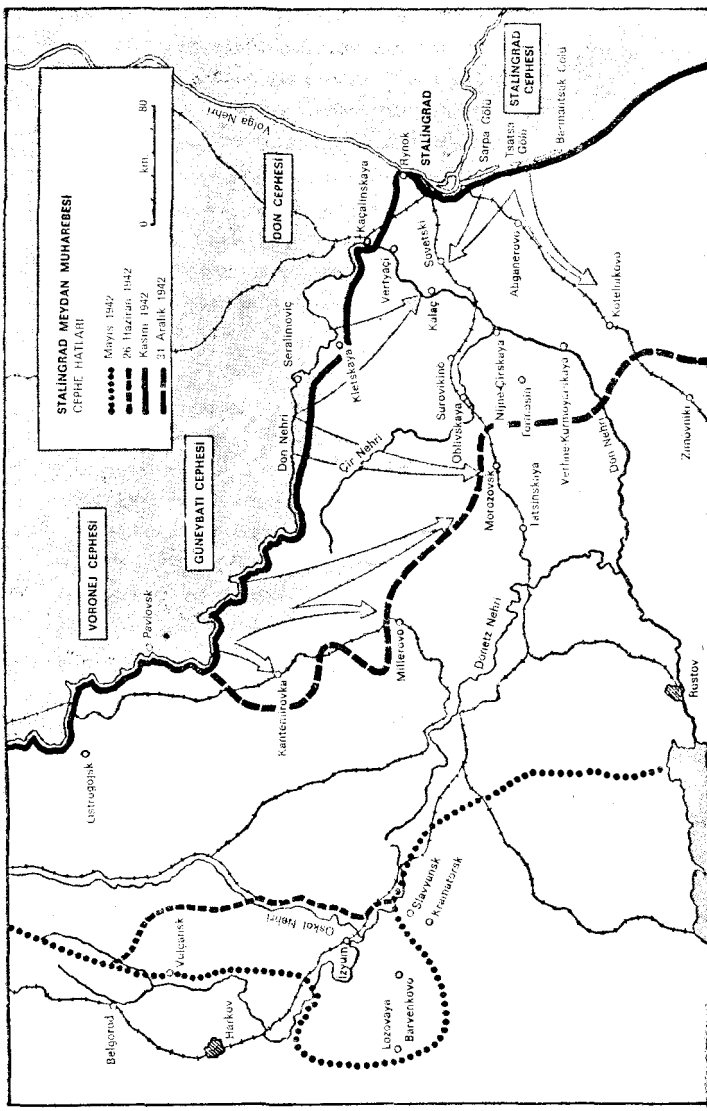 STALİNGRAD MEYDAN MUHAREBESİ
CEPHE HATLARI
Mayıs 1942
26 Haziran 1942
Kasım 1942
31 Aralık 1942
0 km. 80
VORONEJ CEPHESİ
GÜNEYBATI CEPHESİ
DON CEPHESİ
STALİNGRAD
CEPHESİ
Volga Nehri
Pavlovsk
Ostrogojsk
Kantemirovka
Millerovo
Don Nehri
Serafimoviç
Kletskaya
Kaçalinskaya
Rynok
STALİNGRAD
Sarpa Gölü
Tsatsa
Gölü
Barmantsak Gölü
Vertyaçi
Sovetski
Kalaç
Abganerovo
Kotelnikovo
Surovikino
Oblivskaya
Çir Nehri
Nijne-Çirskaya
Tormosin
Verhne-Kurmoyarskaya
Don Nehri
Zimovniki
Morozovsk
Tatsinskaya
Donetz Nehri
Rostov
Belgorod
Harkov
Vulçansk
Oskol Nehri
Izyum
Slavyansk
Kramatorsk
Lozovaya
Barvenkovo